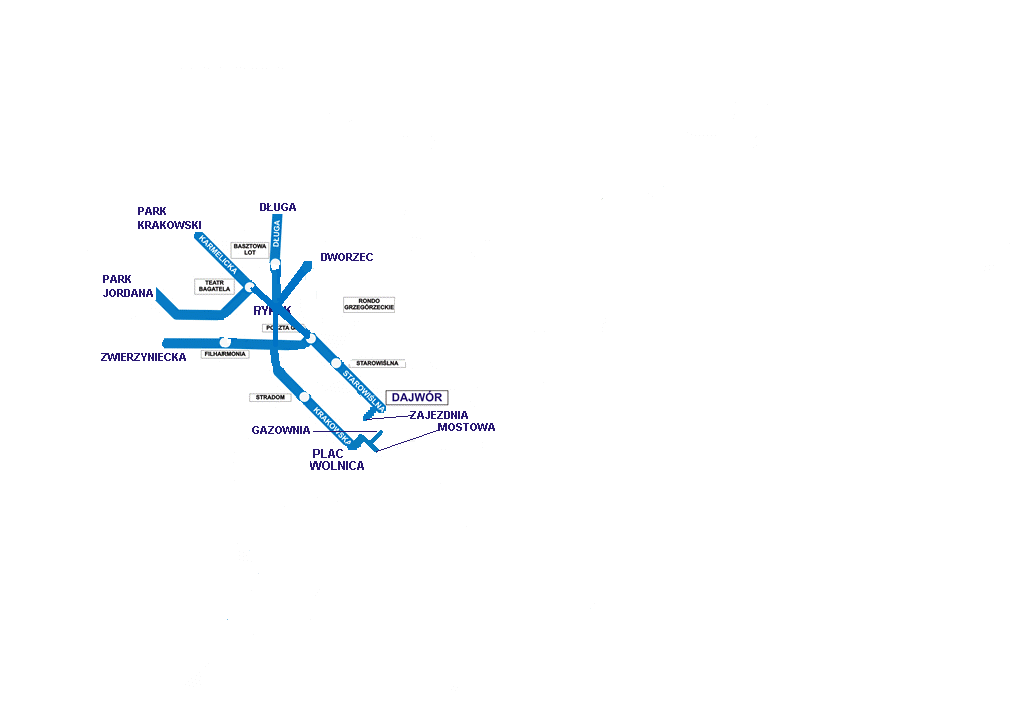 DŁUGA
PARK
KRAKOWSKI
DŁUGA
KARMELICKA
BASZTOWA
LOT
DWORZEC
PARK
JORDANA
TEATR
BAGATELA
RONDO
GRZEGÓRZECKIE
RYNEK
POCZTA GŁ
ZWIERZYNIECKA
FILHARMONIA
STAROWIŚLNA
STAROWIŚLNA
STRADOM
DAJWÓR
KRAKOWSKA
ZAJEZDNIA
GAZOWNIA
MOSTOWA
PLAC
WOLNICA